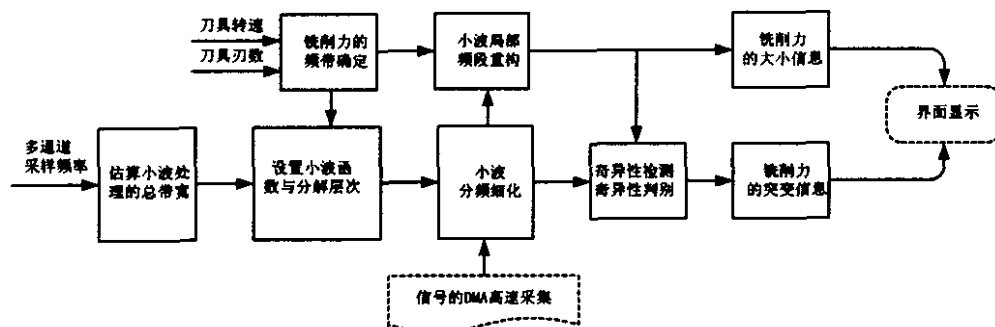 刀具转速
刀具刃数
铣削力的
频带确定
小波局部
频段重构
铣削力
的大小信息
界面显示
多通道
采样频率
估算小波处
理的总带宽
设置小波函
数与分解层次
小波
分频细化
奇异性检测
奇异性判别
铣削力
的突变信息
信号的DMA高速采集